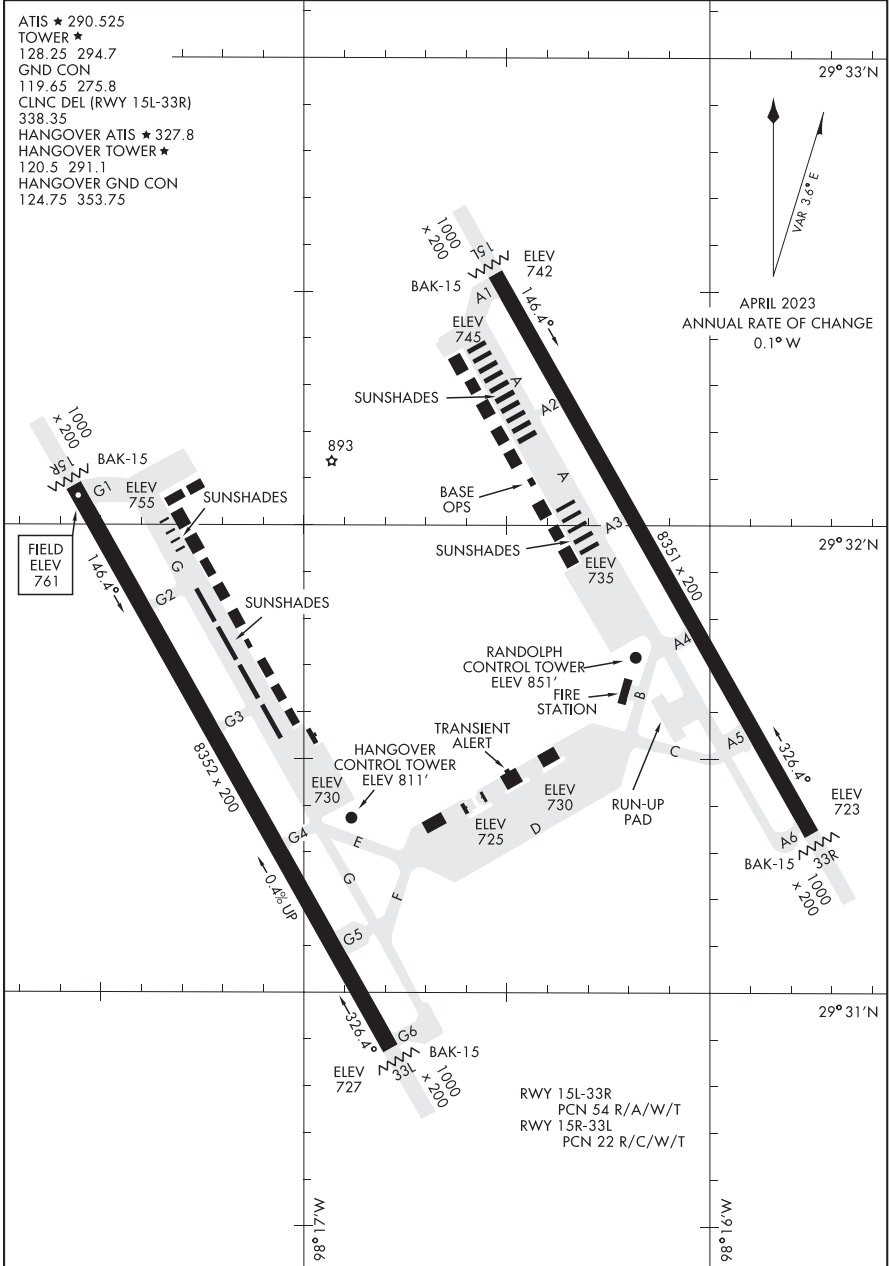 ATIS ★ 290.525
TOWER ★
128.25 294.7
GND CON
119.65 275.8
CLNC DEL (RWY 15L-33R)
338.35
HANGOVER ATIS ★ 327.8
HANGOVER TOWER ★
120.5 291.1
HANGOVER GND CON
124.75 353.75
29°33'N
VAR 3.6° E
APRIL 2023
ANNUAL RATE OF CHANGE
0.1° W
1000
x 200
15L
ELEV
742
BAK-15
A1
146.4°
ELEV
745
A
SUNSHADES
A2
893
A
BASE
OPS
A3
SUNSHADES
ELEV
735
8351 x 200
29°32'N
1000
x 200
15R
BAK-15
G1
ELEV
755
SUNSHADES
FIELD
ELEV
761
146.4°
G
G2
SUNSHADES
G3
8352 x 200
RANDOLPH
CONTROL TOWER
ELEV 851'
A4
FIRE
STATION
B
TRANSIENT
ALERT
C
A5
326.4°
HANGOVER
CONTROL TOWER
ELEV 811'
ELEV
730
ELEV
730
RUN-UP
PAD
ELEV
723
ELEV
725
D
A6
BAK-15
33R
1000
x 200
G4
E
G
F
0.4% UP
G5
29°31'N
326.4°
G6
BAK-15
ELEV
727
33L
1000
x 200
RWY 15L-33R
PCN 54 R/A/W/T
RWY 15R-33L
PCN 22 R/C/W/T
98°17'W
98°16'W